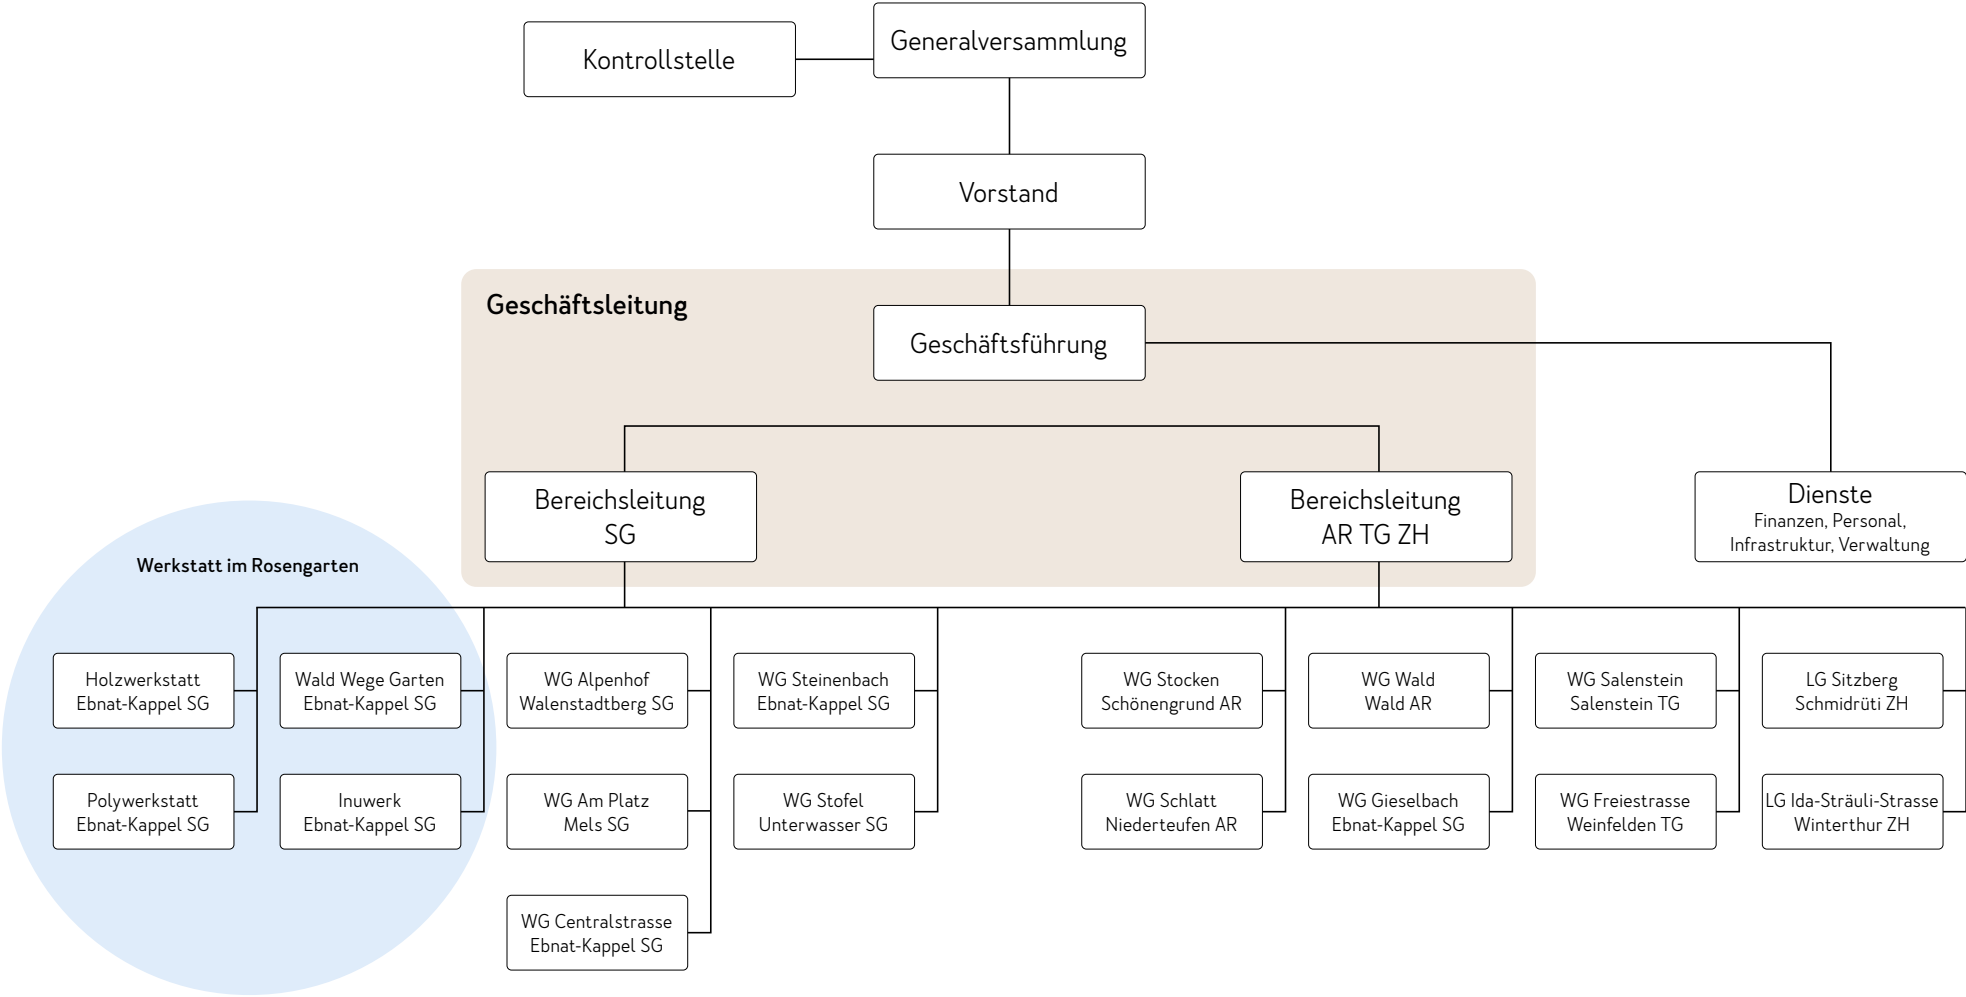 Generalversammlung
Kontrollstelle
Vorstand
Geschäftsleitung
Geschäftsführung
Bereichsleitung
SG
Bereichsleitung
AR TG ZH
Dienste
Finanzen, Personal,
Infrastruktur, Verwaltung
Werkstatt im Rosengarten
Holzwerkstatt
Ebnat-Kappel SG
Wald Wege Garten
Ebnat-Kappel SG
WG Alpenhof
Walenstadtberg SG
WG Steinenbach
Ebnat-Kappel SG
WG Stocken
Schönengrund AR
WG Wald
Wald AR
WG Salenstein
Salenstein TG
LG Sitzberg
Schmidrüti ZH
Polywerkstatt
Ebnat-Kappel SG
Inuwerk
Ebnat-Kappel SG
WG Am Platz
Mels SG
WG Stofel
Unterwasser SG
WG Schlatt
Niederteufen AR
WG Gieselbach
Ebnat-Kappel SG
WG Freiestrasse
Weinfelden TG
LG Ida-Sträuli-Strasse
Winterthur ZH
WG Centralstrasse
Ebnat-Kappel SG